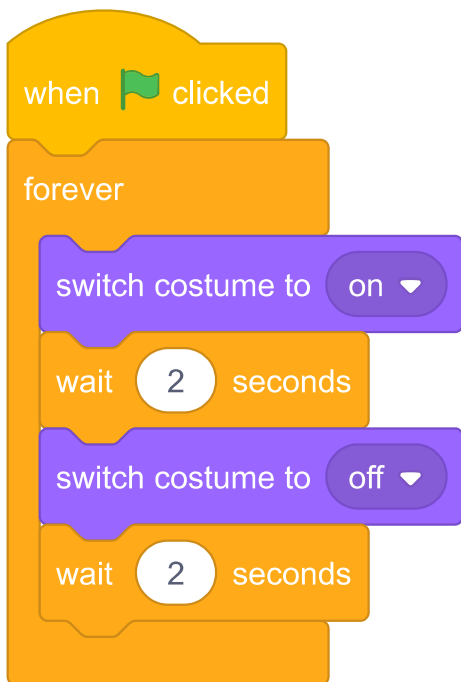 when clicked
forever
switch costume to on
wait 2 seconds
switch costume to off
wait 2 seconds